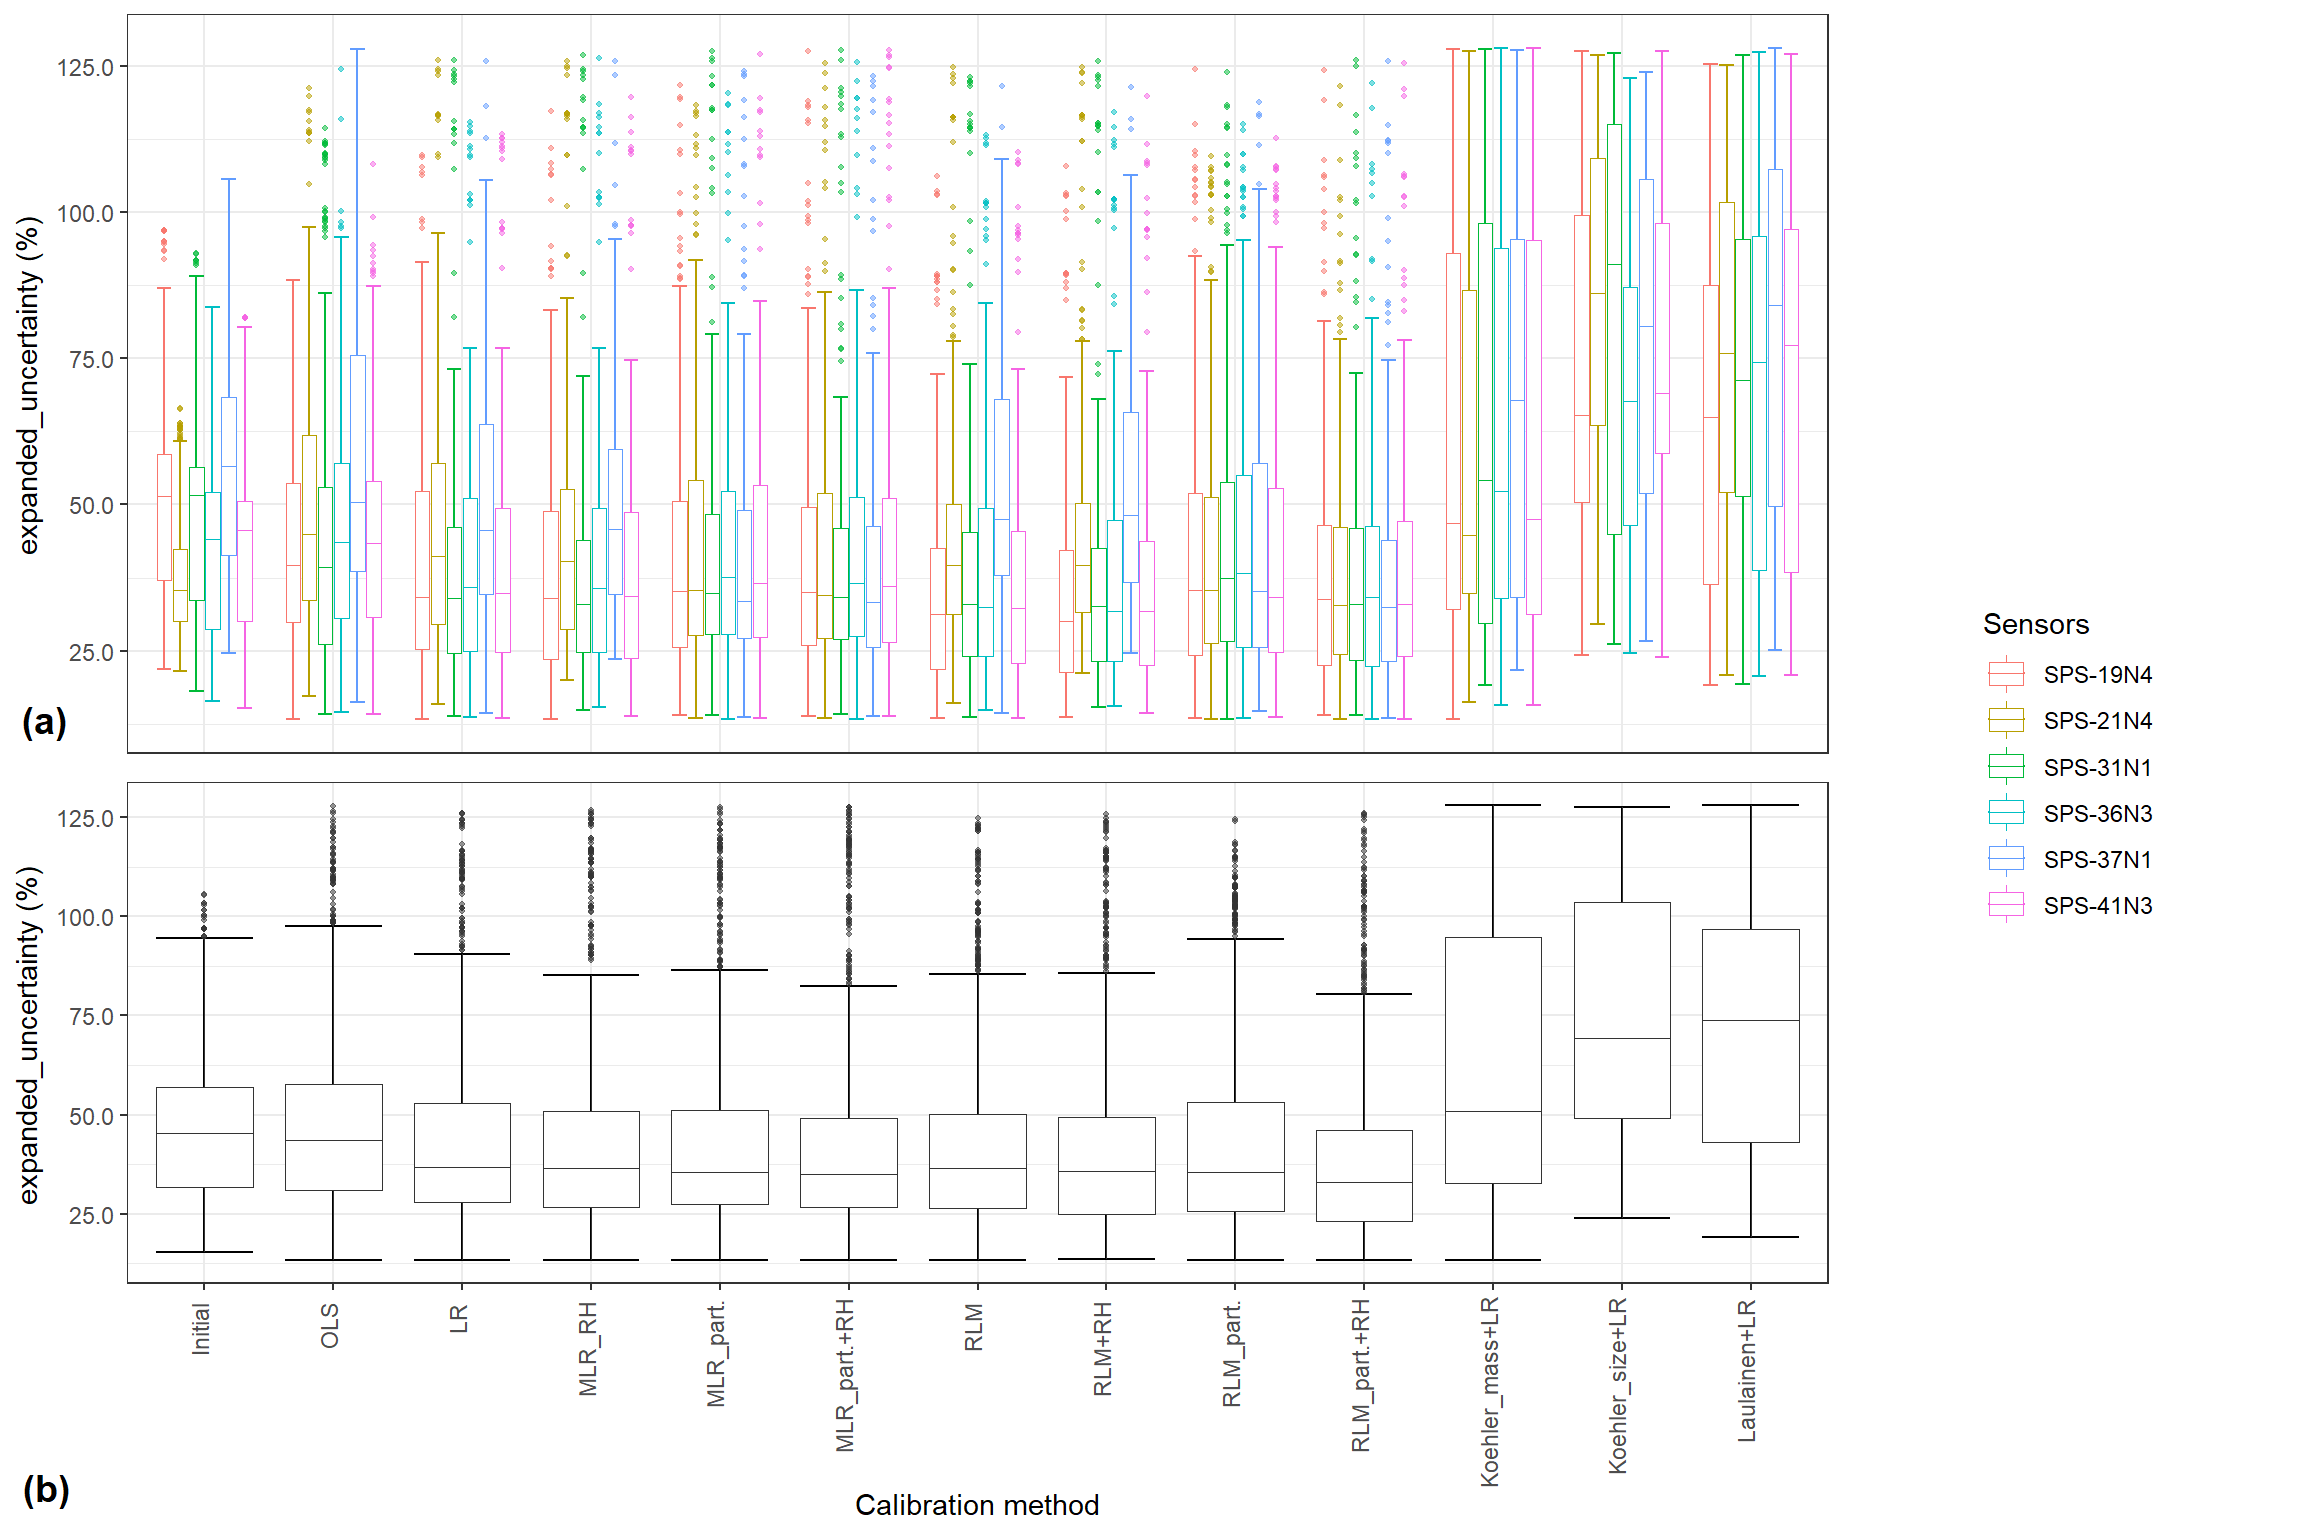 expanded_uncertainty (%)
125.0
100.0
75.0
50.0
25.0
(a)
expanded_uncertainty (%)
125.0
100.0
75.0
50.0
25.0
Initial
OLS
LR
MLR_RH
MLR_part.
MLR_part.+RH
RLM
RLM+RH
RLM_part.
RLM_part.+RH
Koehler_mass+LR
Koehler_size+LR
Laulainen+LR
(b)
Calibration method
Sensors
SPS-19N4
SPS-21N4
SPS-31N1
SPS-36N3
SPS-37N1
SPS-41N3